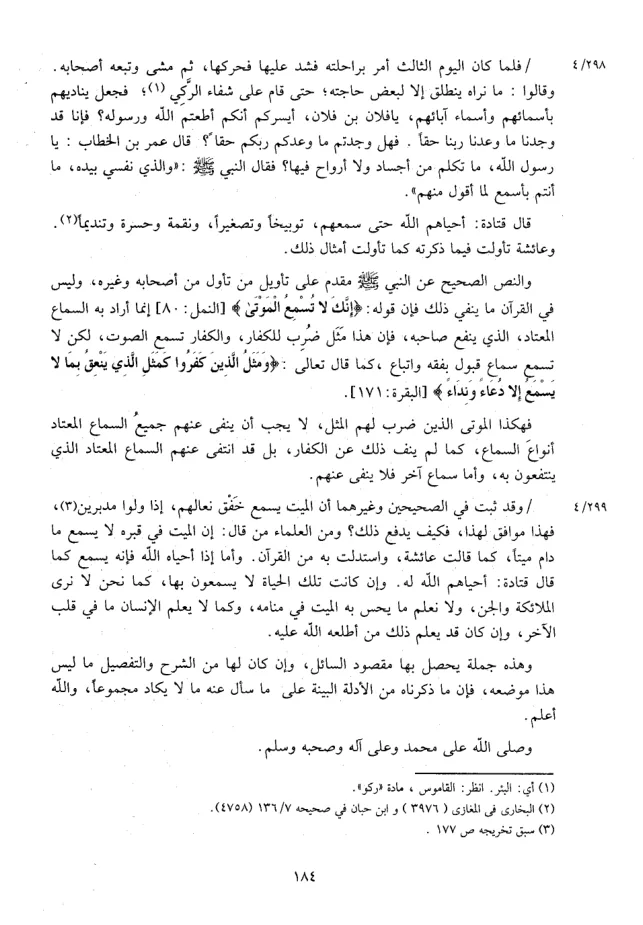 ٤/٢٩٨ / فلما كان اليوم الثالث أمر براحلته فشد عليها فحركها، ثم مشى وتبعه أصحابه.
وقالوا : ما نراه ينطلق إلا لبعض حاجته؛ حتى قام على شفاء الرَّكي (١)؛ فجعل يناديهم
بأسمائهم وأسماء آبائهم، يافلان بن فلان، أيسركم أنكم أطعتم اللّه ورسوله؟ فإنا قد
وجدنا ما وعدنا ربنا حقاً . فهل وجدتم ما وعدكم ربكم حقاً ؟ قال عمر بن الخطاب : يا
رسول اللّه، ما تكلم من أجساد ولا أرواح فيها؟ فقال النبي ﷺ :«والذي نفسي بيده، ما
أنتم بأسمع لما أقول منهم».
قال قتادة: أحياهم اللّه حتى سمعهم، توبيخاً وتصغيراً، ونقمة وحسرة وتنديماً(٢).
وعائشة تأولت فيما ذكرته كما تأولت أمثال ذلك.
والنص الصحيح عن النبي ﷺ مقدم على تأويل من تأول من أصحابه وغيره، وليس
في القرآن ما ينفي ذلك فإن قوله: ﴿إِنَّكَ لا تُسْمِعُ الْمَوْتَىٰ ﴾ [النمل: ٨٠] إنما أراد به السماع
المعتاد، الذي ينفع صاحبه، فإن هذا مَثَل ضُرِب للكفار، والكفار تسمع الصوت، لكن لا
تسمع سماع قبول بفقه واتباع ،كما قال تعالى :﴿وَمَثَلُ الَّذِينَ كَفَرُوا كَمَثَلِ الَّذِي يَنْعِقُ بِمَا لا
يَسْمَعُ إِلا دُعَاءً وَنِدَاءً ﴾ [البقرة: ١٧١].
فهكذا الموتى الذين ضرب لهم المثل، لا يجب أن ينفى عنهم جميعُ السماع المعتاد
أنواعَ السماع، كما لم ينف ذلك عن الكفار، بل قد انتفى عنهم السماع المعتاد الذي
ينتفعون به، وأما سماع آخر فلا ينفى عنهم.
٤/٢٩٩ / وقد ثبت في الصحيحين وغيرهما أن الميت يسمع خَفْق نعالهم، إذا ولوا مدبرين(٣)،
فهذا موافق لهذا، فكيف يدفع ذلك؟ ومن العلماء من قال: إن الميت في قبره لا يسمع ما
دام ميتاً، كما قالت عائشة، واستدلت به من القرآن. وأما إذا أحياه اللّه فإنه يسمع كما
قال قتادة: أحياهم اللّه له. وإن كانت تلك الحياة لا يسمعون بها، كما نحن لا نرى
الملائكة والجن، ولا نعلم ما يحس به الميت في منامه، وكما لا يعلم الإنسان ما في قلب
الآخر، وإن كان قد يعلم ذلك من أطلعه اللّه عليه.
وهذه جملة يحصل بها مقصود السائل، وإن كان لها من الشرح والتفصيل ما ليس
هذا موضعه، فإن ما ذكرناه من الأدلة البينة على ما سأل عنه ما لا يكاد مجموعاً، واللّه
أعلم.
وصلى اللّه على محمد وعلى آله وصحبه وسلم.
(١) أي: البئر. انظر: القاموس ، مادة «ركو».
(٢) البخارى فى المغازى ( ٣٩٧٦ ) و ابن حبان في صحيحه ٧/ ١٣٦ (٤٧٥٨).
(٣) سبق تخريجه ص ١٧٧ .
١٨٤